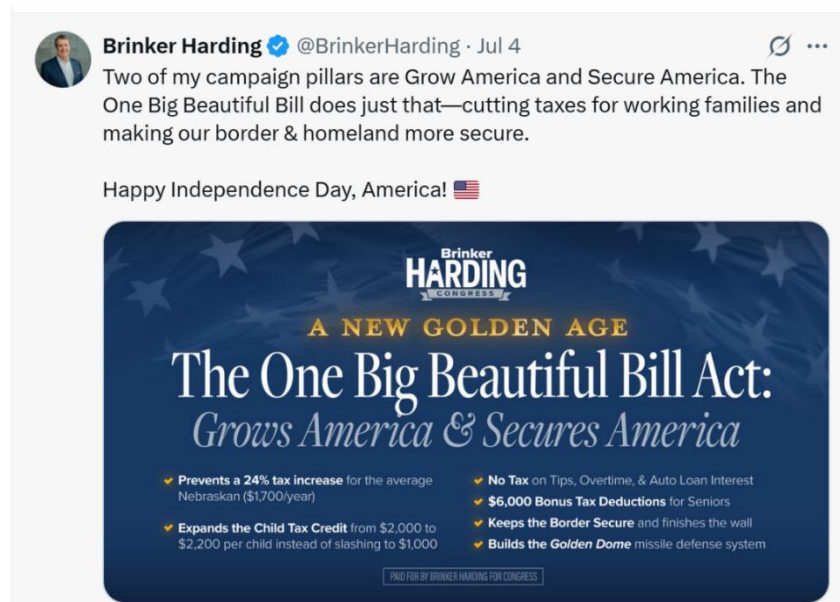 Brinker Harding @BrinkerHarding · Jul 4
Two of my campaign pillars are Grow America and Secure America. The
One Big Beautiful Bill does just that—cutting taxes for working families and
making our border & homeland more secure.
Happy Independence Day, America! 🇺🇸
Brinker
HARDING
CONGRESS
A NEW GOLDEN AGE
The One Big Beautiful Bill Act:
Grows America & Secures America
Prevents a 24% tax increase for the average
Nebraskan ($1,700/year)
Expands the Child Tax Credit from $2,000 to
$2,200 per child instead of slashing to $1,000
No Tax on Tips, Overtime, & Auto Loan Interest
$6,000 Bonus Tax Deductions for Seniors
Keeps the Border Secure and finishes the wall
Builds the Golden Dome missile defense system
PAID FOR BY BRINKER HARDING FOR CONGRESS